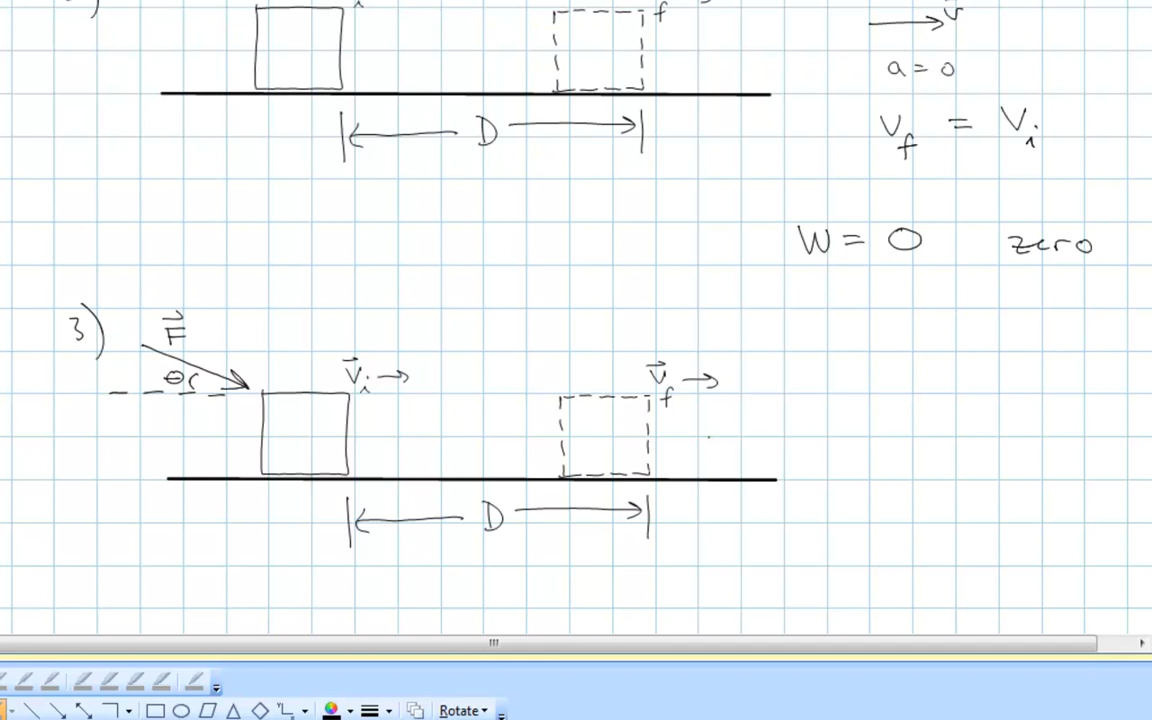 i f v
a = 0
D
V_f = V_i
W = 0 zero
3) F
θ V_i V_f
D
Rotate